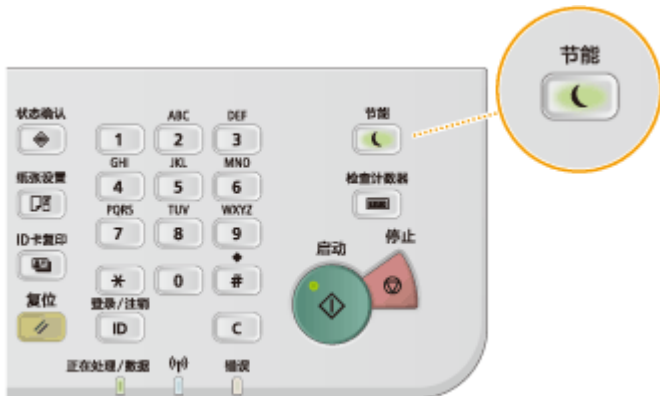 节能
状态确认
ABC
DEF
节能
1
2
3
GHI
JKL
MNO
纸张设置
检查计数器
4
5
6
PQRS
TUV
WXYZ
7
8
9
ID卡复印
启动
停止
*
0
#
复位
登录/注销
ID
C
正在处理/数据
错误